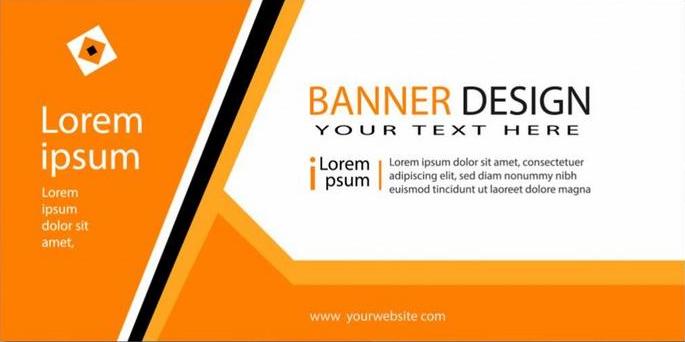 Lorem
ipsum
Lorem
ipsum
dolor sit
amet,
BANNER DESIGN
YOUR TEXT HERE
i Lorem
ipsum
Lorem ipsum dolor sit amet, consectetuer
adipiscing elit, sed diam nonummy nibh
euismod tincidunt ut laoreet dolore magna
www yourwebsite com